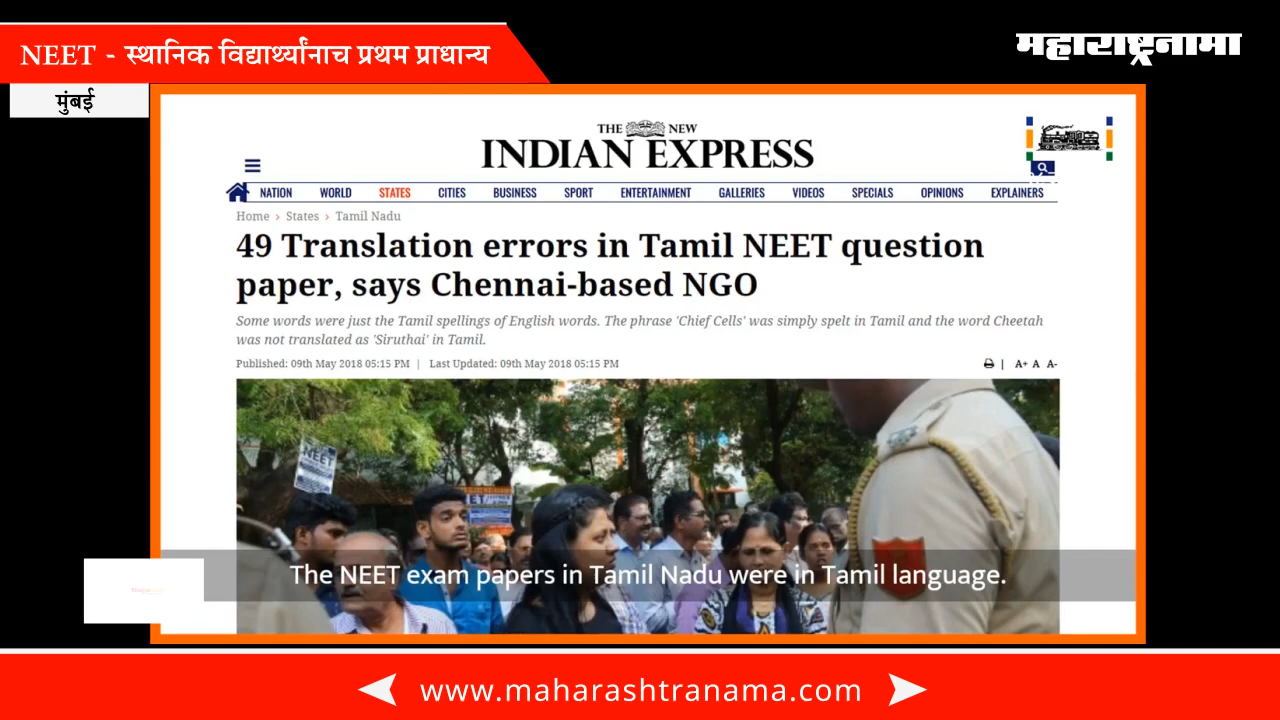 NEET - स्थानिक विद्यार्थ्यांनाच प्रथम प्राधान्य
महाराष्ट्रनामा
मुंबई
THE NEW
INDIAN EXPRESS
NATION WORLD STATES CITIES BUSINESS SPORT ENTERTAINMENT GALLERIES VIDEOS SPECIALS OPINIONS EXPLAINERS
Home › States › Tamil Nadu
49 Translation errors in Tamil NEET question
paper, says Chennai-based NGO
Some words were just the Tamil spellings of English words. The phrase 'Chief Cells' was simply spelt in Tamil and the word Cheetah
was not translated as 'Siruthai' in Tamil.
Published: 09th May 2018 05:15 PM | Last Updated: 09th May 2018 05:15 PM
| A+ A A-
NEET
The NEET exam papers in Tamil Nadu were in Tamil language.
www.maharashtranama.com